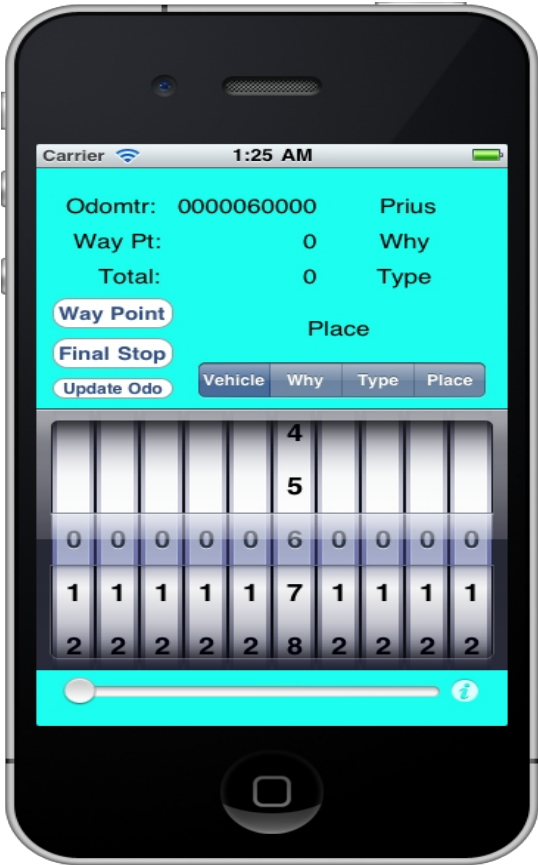 Carrier 1:25 AM
Odomtr: 0000060000 Prius
Way Pt: 0 Why
Total: 0 Type
Way Point
Place
Final Stop
Update Odo
Vehicle Why Type Place
4
5
0 0 0 0 0 6 0 0 0 0
1 1 1 1 1 7 1 1 1 1
2 2 2 2 2 8 2 2 2 2
i